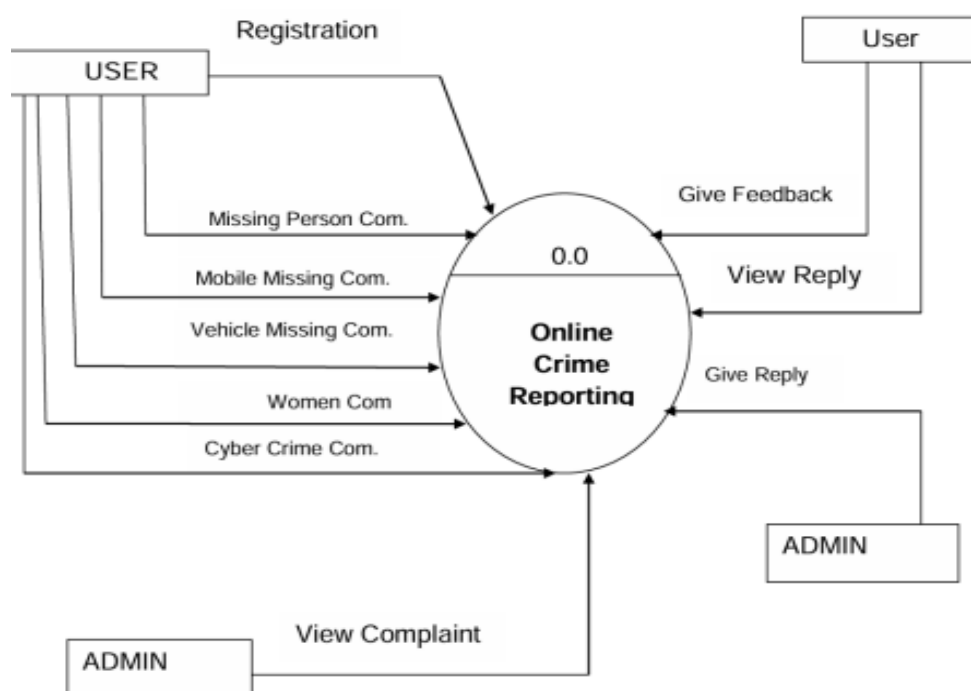 Registration
USER
User
Give Feedback
Missing Person Com.
0.0
Mobile Missing Com.
View Reply
Vehicle Missing Com.
Online
Crime
Reporting
Give Reply
Women Com
Cyber Crime Com.
ADMIN
View Complaint
ADMIN